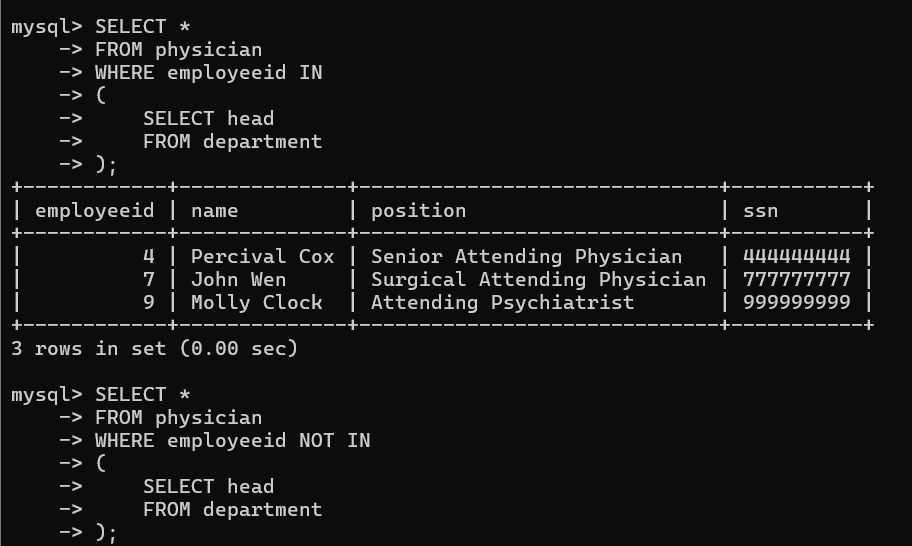 mysql> SELECT *
    -> FROM physician
    -> WHERE employeeid IN
    -> (
    ->     SELECT head
    ->     FROM department
    -> );
+------------+--------------+------------------------------+-----------+
| employeeid | name         | position                     | ssn       |
+------------+--------------+------------------------------+-----------+
|          4 | Percival Cox | Senior Attending Physician   | 444444444 |
|          7 | John Wen     | Surgical Attending Physician | 777777777 |
|          9 | Molly Clock  | Attending Psychiatrist       | 999999999 |
+------------+--------------+------------------------------+-----------+
3 rows in set (0.00 sec)

mysql> SELECT *
    -> FROM physician
    -> WHERE employeeid NOT IN
    -> (
    ->     SELECT head
    ->     FROM department
    -> );